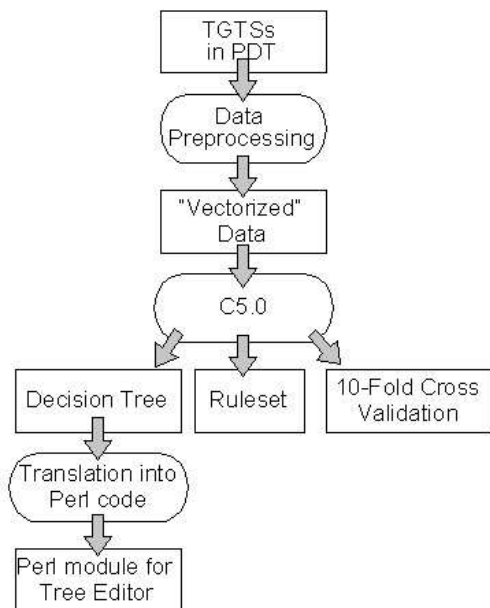 TGTSs
in PDT
Data
Preprocessing
"Vectorized"
Data
C5.0
Decision Tree
Ruleset
10-Fold Cross
Validation
Translation into
Perl code
Perl module for
Tree Editor